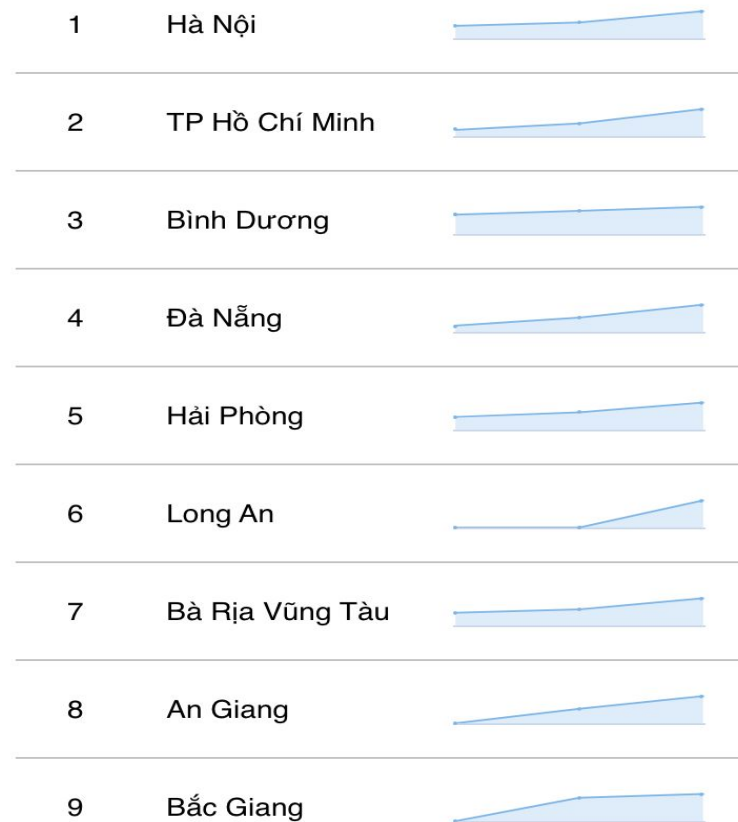 1 Hà Nội
2 TP Hồ Chí Minh
3 Bình Dương
4 Đà Nẵng
5 Hải Phòng
6 Long An
7 Bà Rịa Vũng Tàu
8 An Giang
9 Bắc Giang